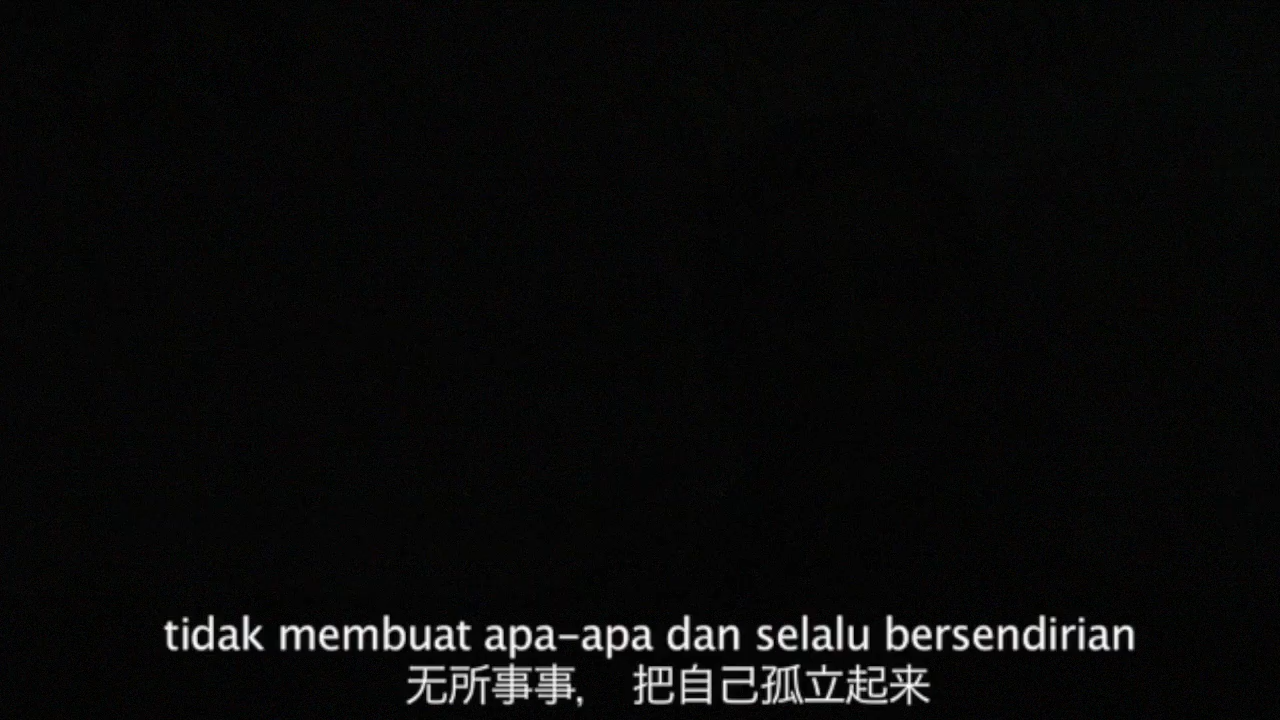 tidak membuat apa-apa dan selalu bersendirian
无所事事, 把自己孤立起来